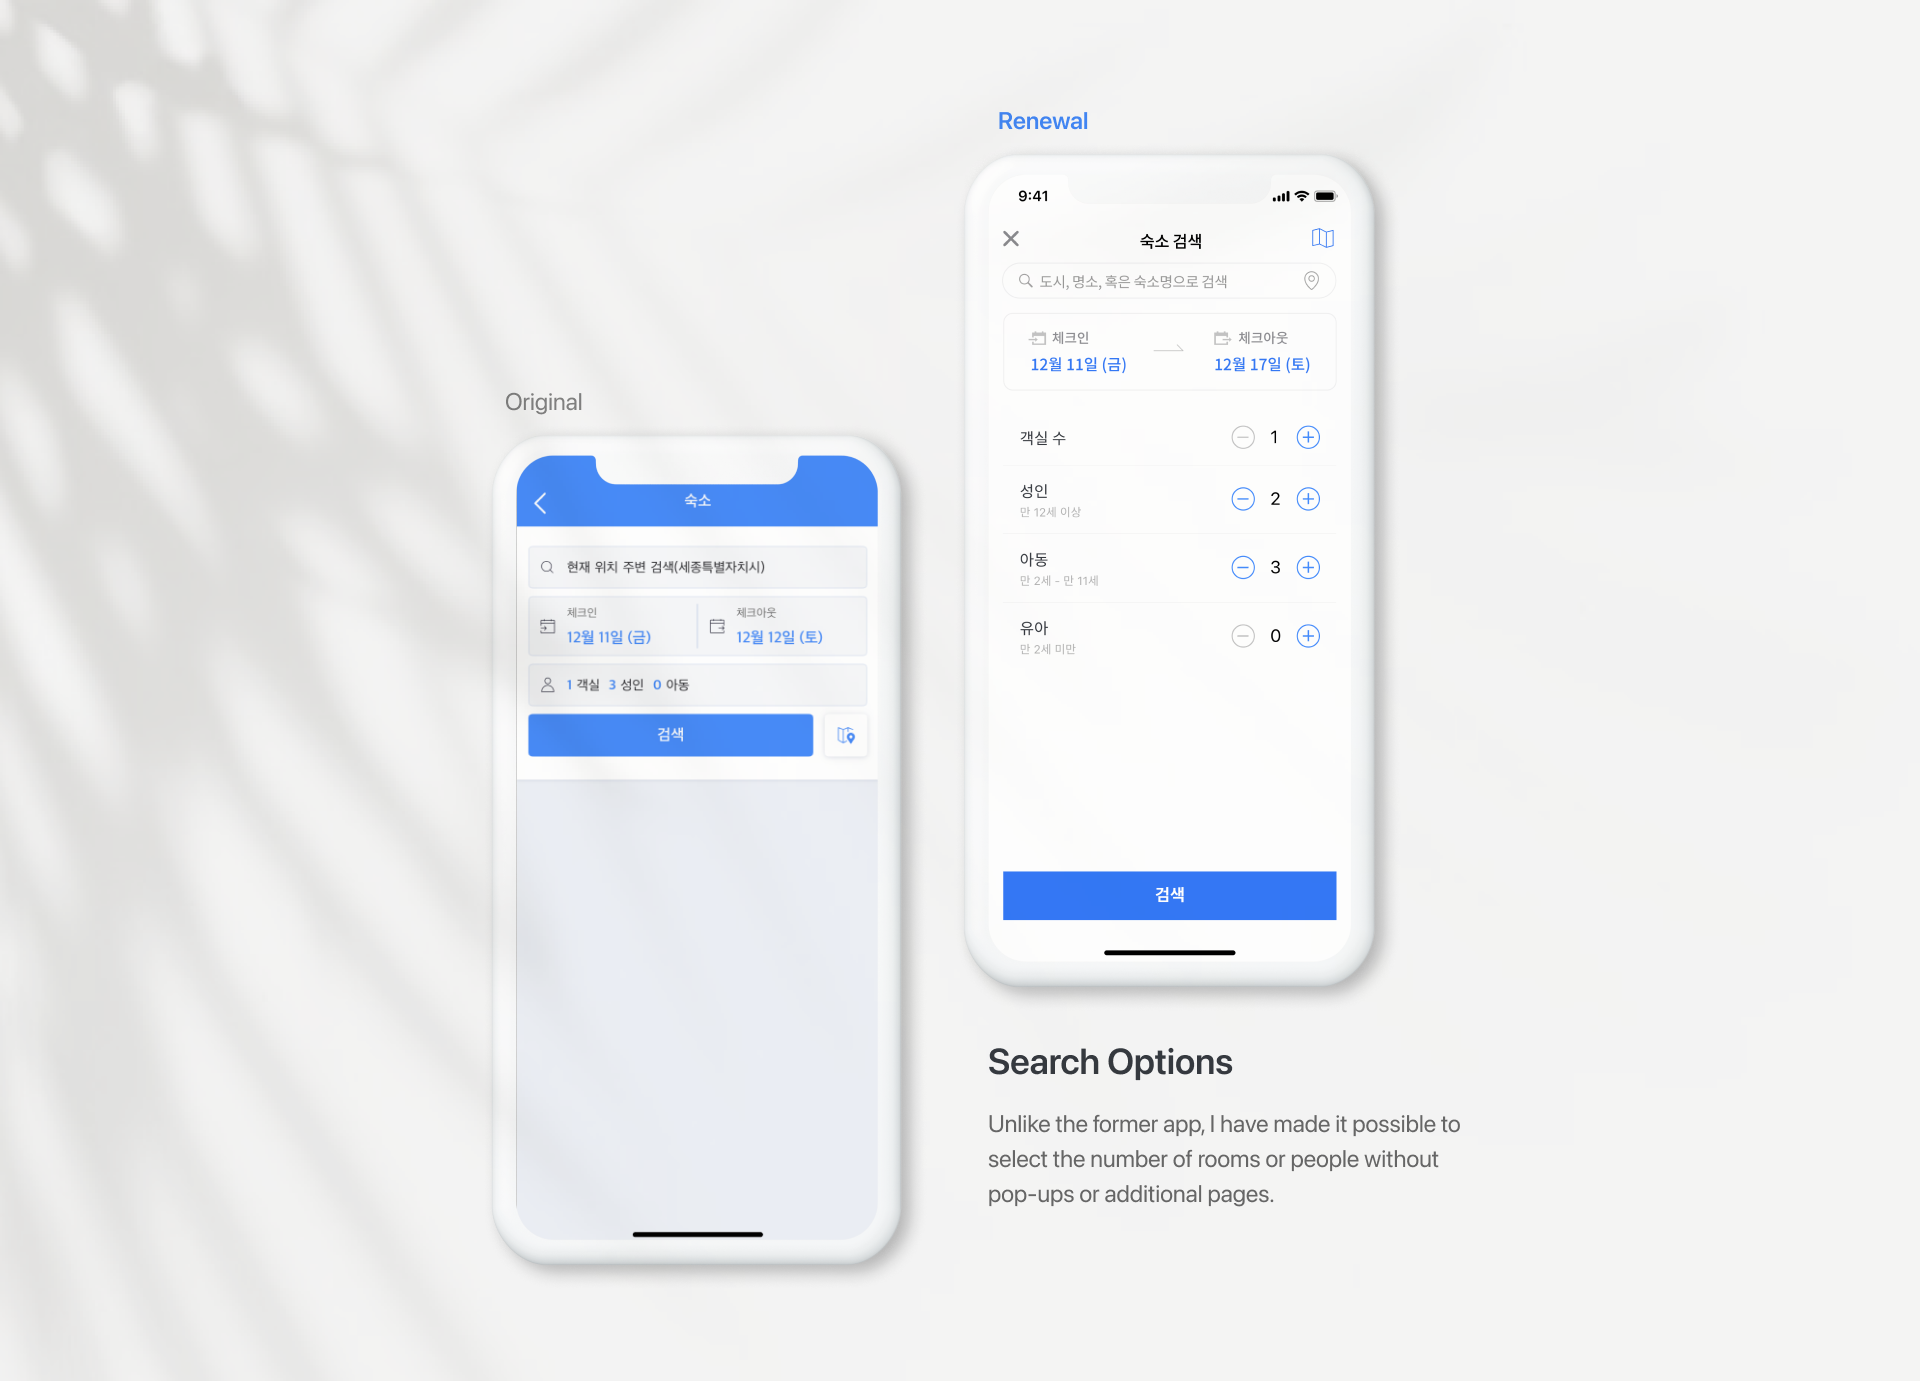 Renewal
9:41
숙소 검색
도시, 명소, 혹은 숙소명으로 검색
체크인
체크아웃
12월 11일 (금)
12월 17일 (토)
객실 수
1
성인
만 12세 이상
2
아동
만 2세 - 만 11세
3
유아
만 2세 미만
0
검색
Original
숙소
현재 위치 주변 검색(세종특별자치시)
체크인
체크아웃
12월 11일 (금)
12월 12일 (토)
1 객실 3 성인 0 아동
검색
Search Options
Unlike the former app, I have made it possible to
select the number of rooms or people without
pop-ups or additional pages.